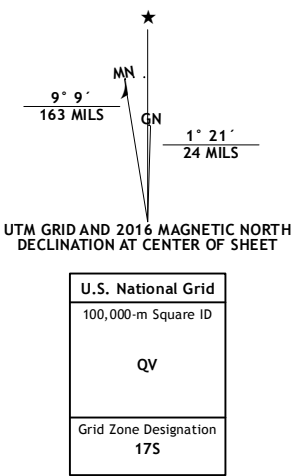 ★
MN
9° 9´
163 MILS
GN
1° 21´
24 MILS
UTM GRID AND 2016 MAGNETIC NORTH
DECLINATION AT CENTER OF SHEET
U.S. National Grid
100,000-m Square ID
QV
Grid Zone Designation
17S